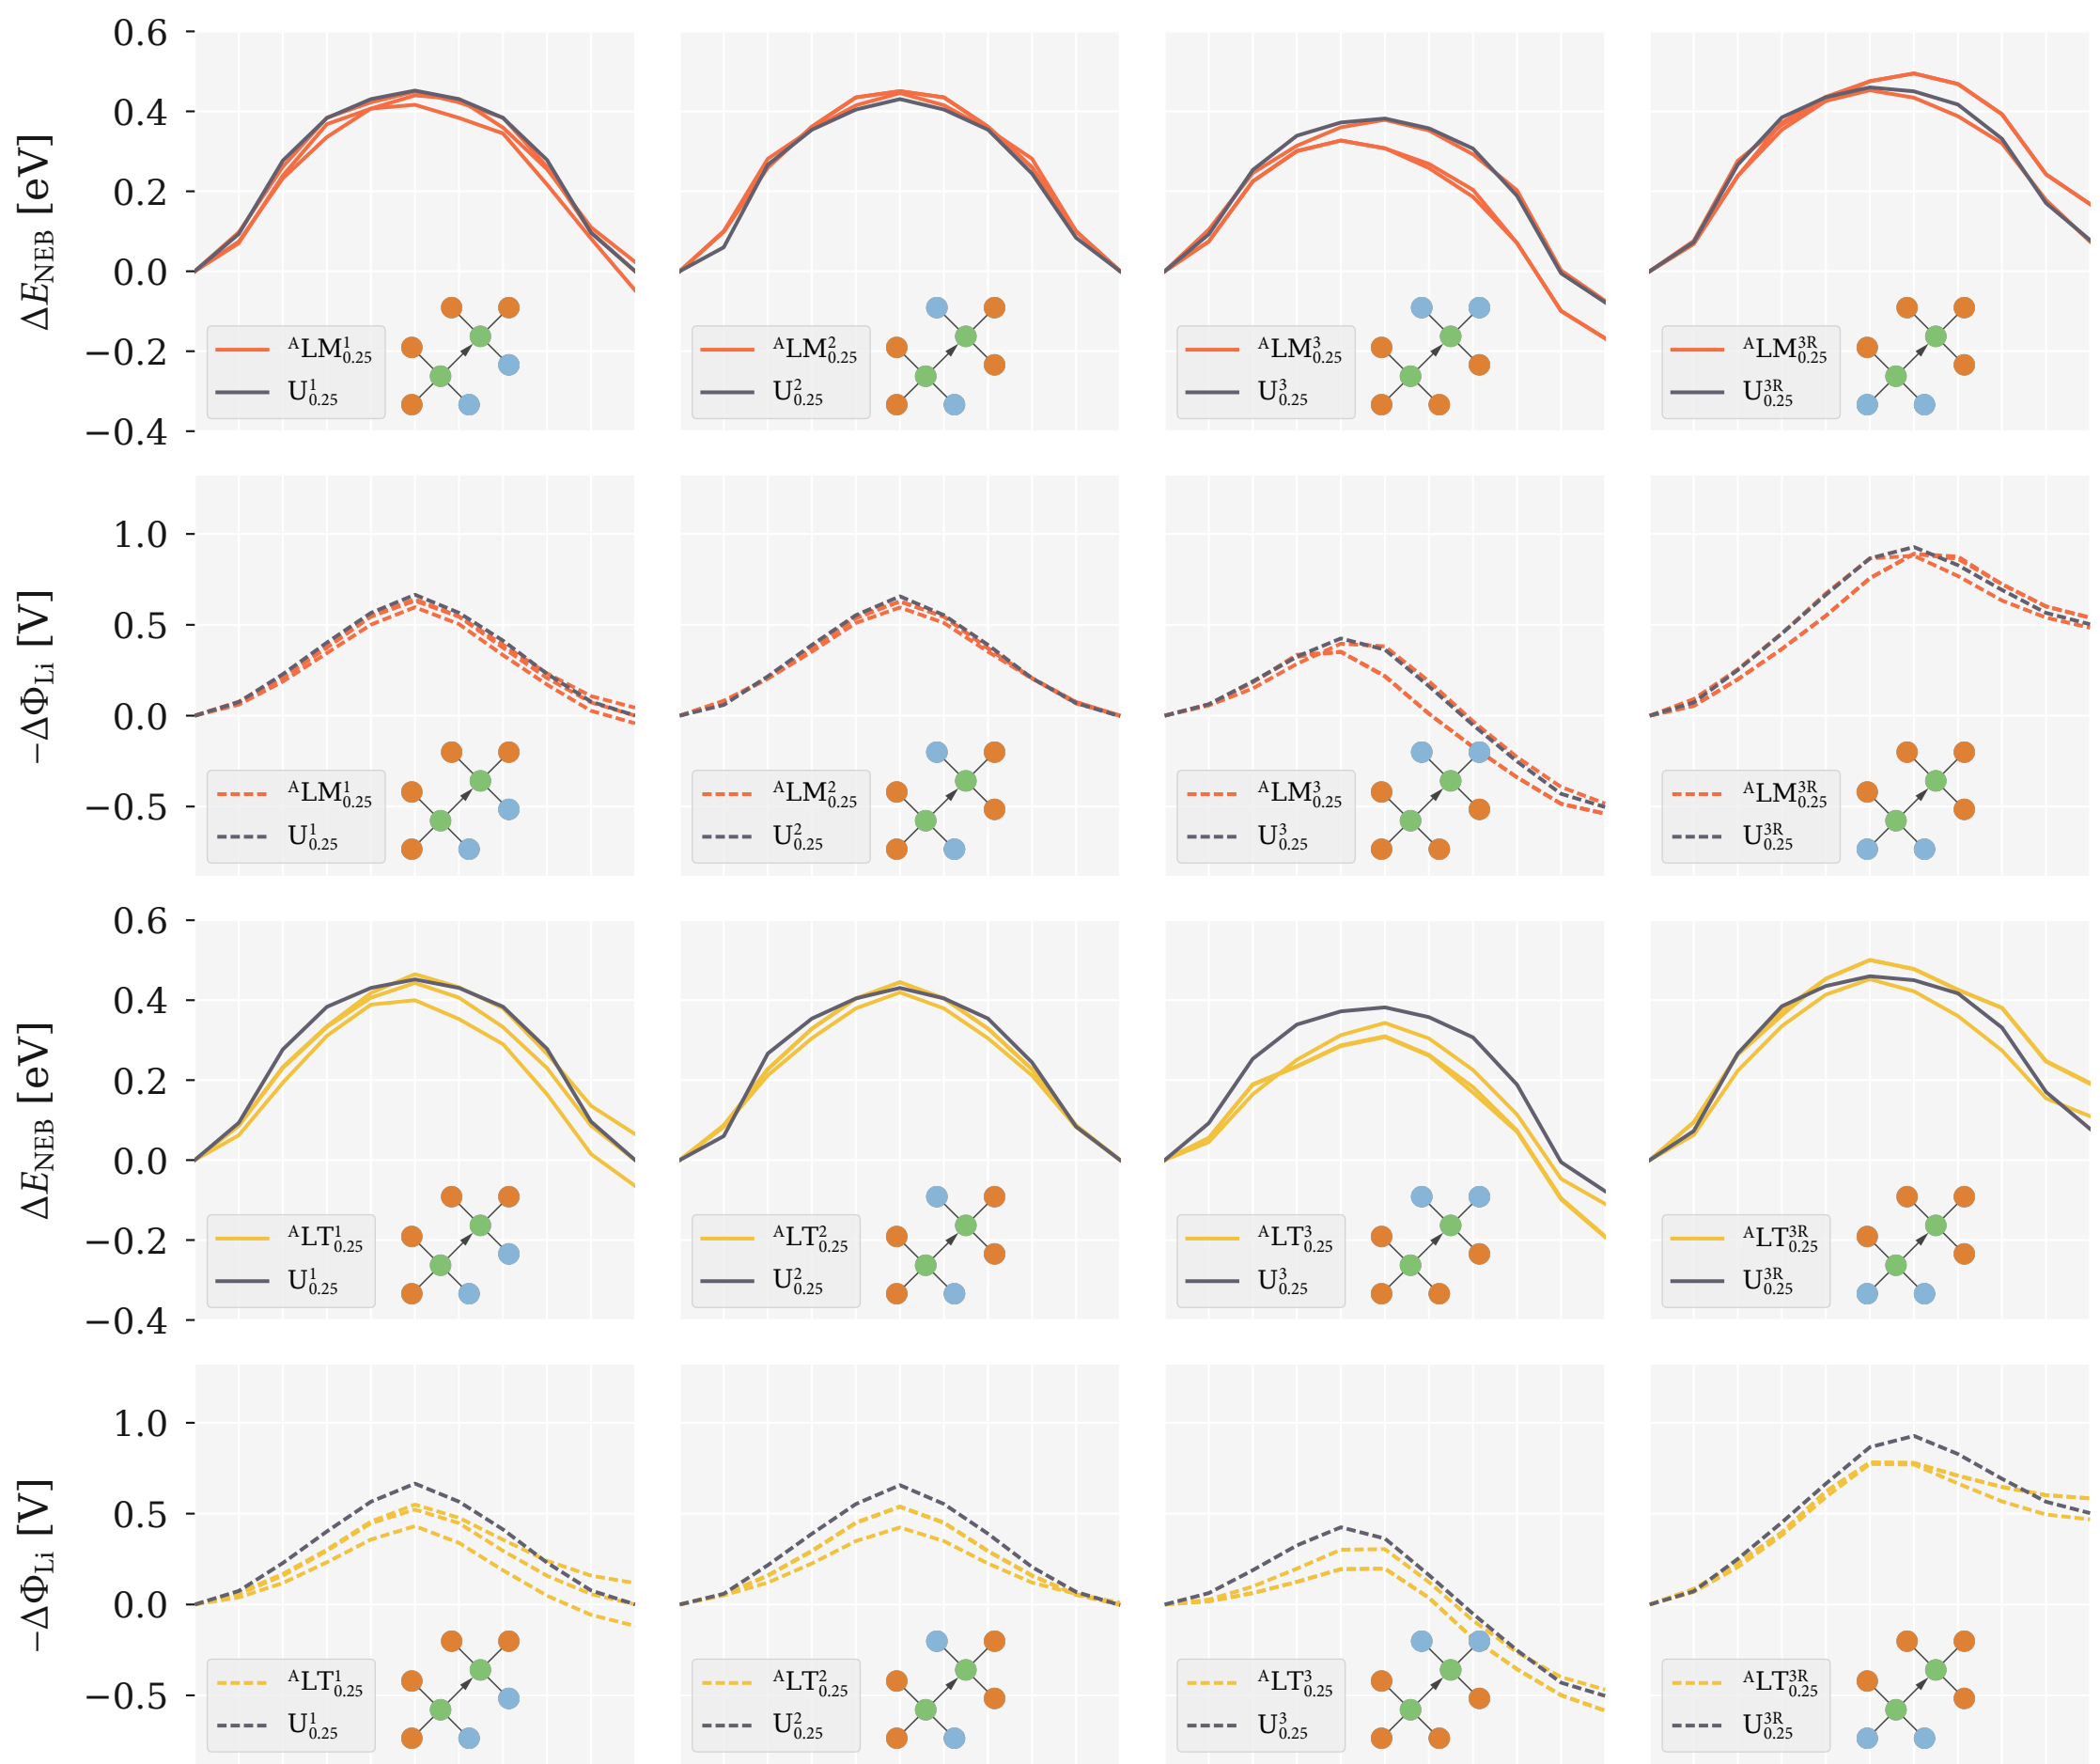 0.6
0.4
0.2
0.0
−0.2
−0.4
ΔE_NEB [eV]
ᴬLM¹₀.₂₅
U¹₀.₂₅
ᴬLM²₀.₂₅
U²₀.₂₅
ᴬLM³₀.₂₅
U³₀.₂₅
ᴬLM³ᴿ₀.₂₅
U³ᴿ₀.₂₅
1.0
0.5
0.0
−0.5
−ΔΦ_Li [V]
ᴬLM¹₀.₂₅
U¹₀.₂₅
ᴬLM²₀.₂₅
U²₀.₂₅
ᴬLM³₀.₂₅
U³₀.₂₅
ᴬLM³ᴿ₀.₂₅
U³ᴿ₀.₂₅
0.6
0.4
0.2
0.0
−0.2
−0.4
ΔE_NEB [eV]
ᴬLT¹₀.₂₅
U¹₀.₂₅
ᴬLT²₀.₂₅
U²₀.₂₅
ᴬLT³₀.₂₅
U³₀.₂₅
ᴬLT³ᴿ₀.₂₅
U³ᴿ₀.₂₅
1.0
0.5
0.0
−0.5
−ΔΦ_Li [V]
ᴬLT¹₀.₂₅
U¹₀.₂₅
ᴬLT²₀.₂₅
U²₀.₂₅
ᴬLT³₀.₂₅
U³₀.₂₅
ᴬLT³ᴿ₀.₂₅
U³ᴿ₀.₂₅